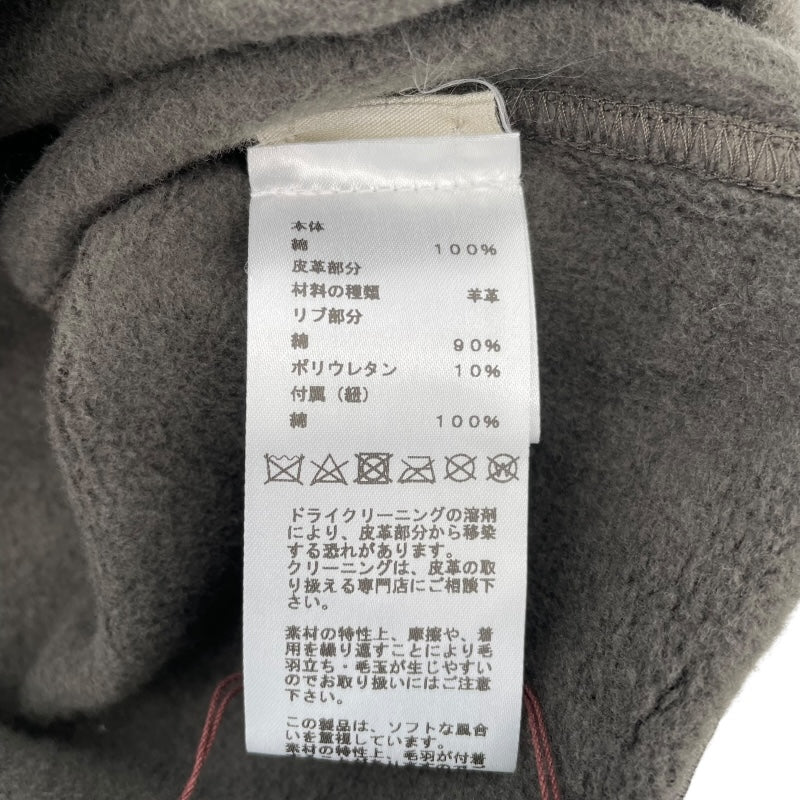 本体
綿 100%
皮革部分
材料の種類 羊革
リブ部分
綿 90%
ポリウレタン 10%
付属（紐）
綿 100%
W
ドライクリーニングの溶剤
により、皮革部分から移染
する恐れがあります。
クリーニングは、皮革の取
り扱える専門店にご相談下
さい。
素材の特性上、摩擦や、着
用を繰り返すことにより毛
羽立ち・毛玉が生じやすい
のでお取り扱いにはご注意
下さい。
この製品は、ソフトな風合
いを重視しています。
素材の特性上、毛羽が付着